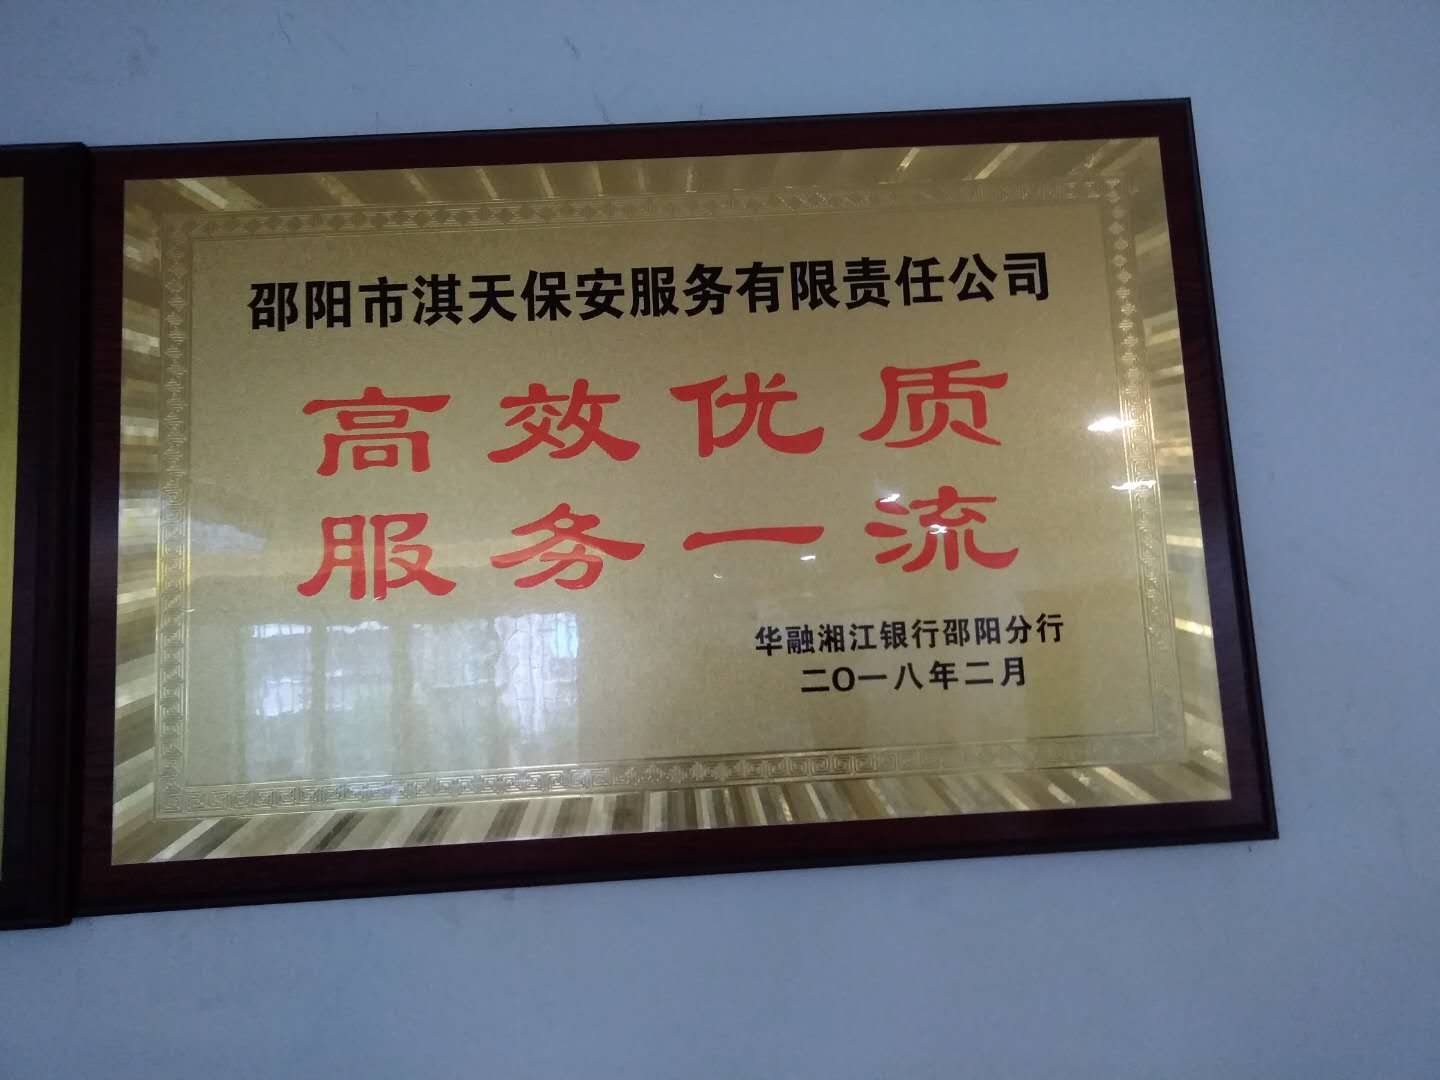 邵阳市淇天保安服务有限责任公司
高效优质
服务一流
华融湘江银行邵阳分行
二〇一八年二月